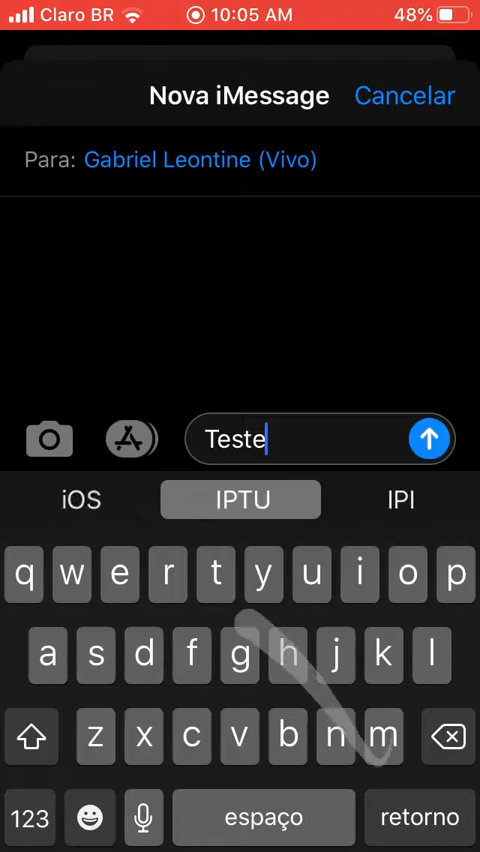 Claro BR 10:05 AM 48%
Nova iMessage Cancelar
Para: Gabriel Leontine (Vivo)
Teste
iOS IPTU IPI
q w e r t y u i o p
a s d f g h j k l
z x c v b n m
123 espaço retorno